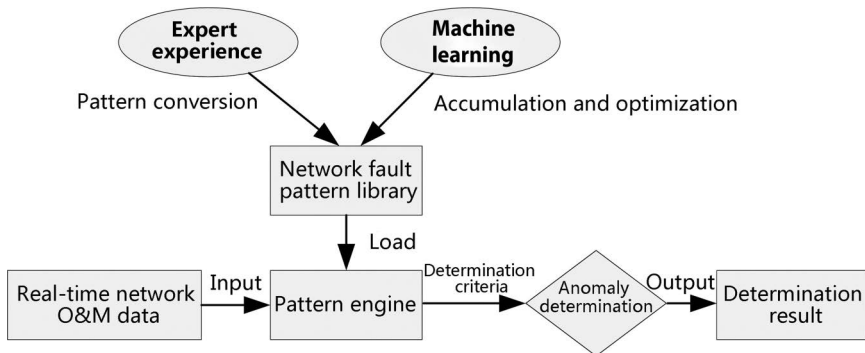 Expert
experience
Machine
learning
Pattern conversion
Accumulation and optimization
Network fault
pattern library
Load
Real-time network
O&M data
Input
Pattern engine
Determination
criteria
Anomaly
determination
Output
Determination
result